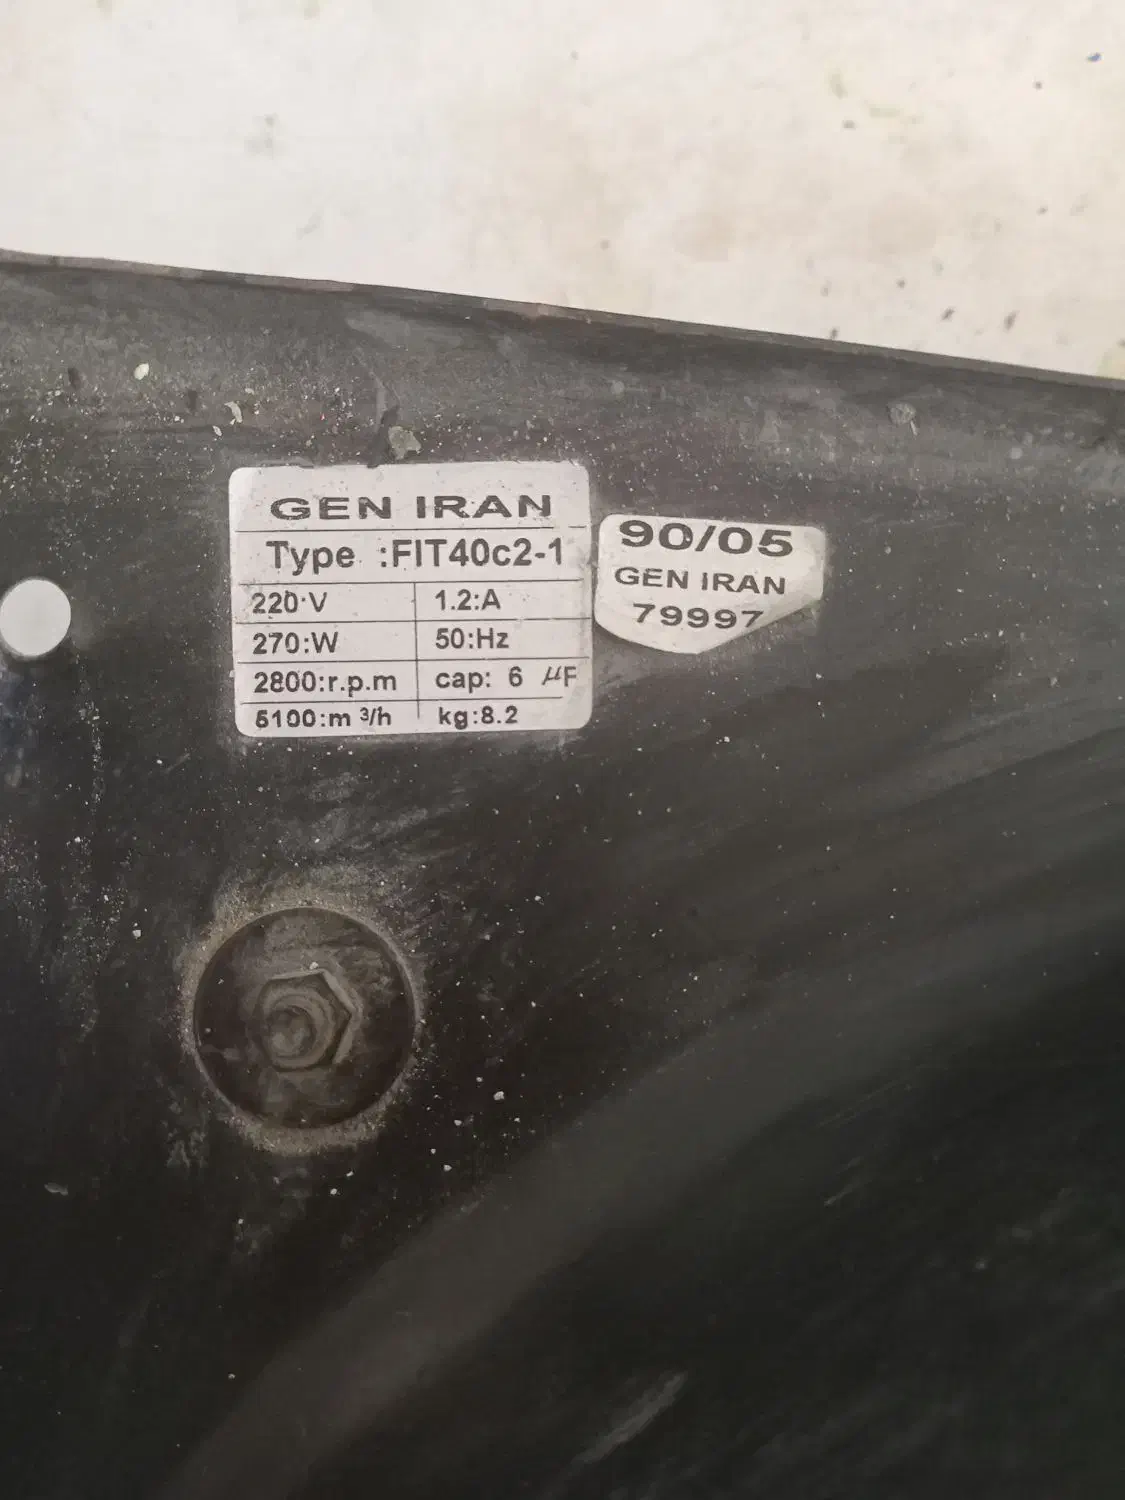 GEN IRAN
Type :FIT40c2-1
220·V 1.2:A
270:W 50:Hz
2800:r.p.m cap: 6 µF
5100:m ³/h kg:8.2
90/05
GEN IRAN
79997